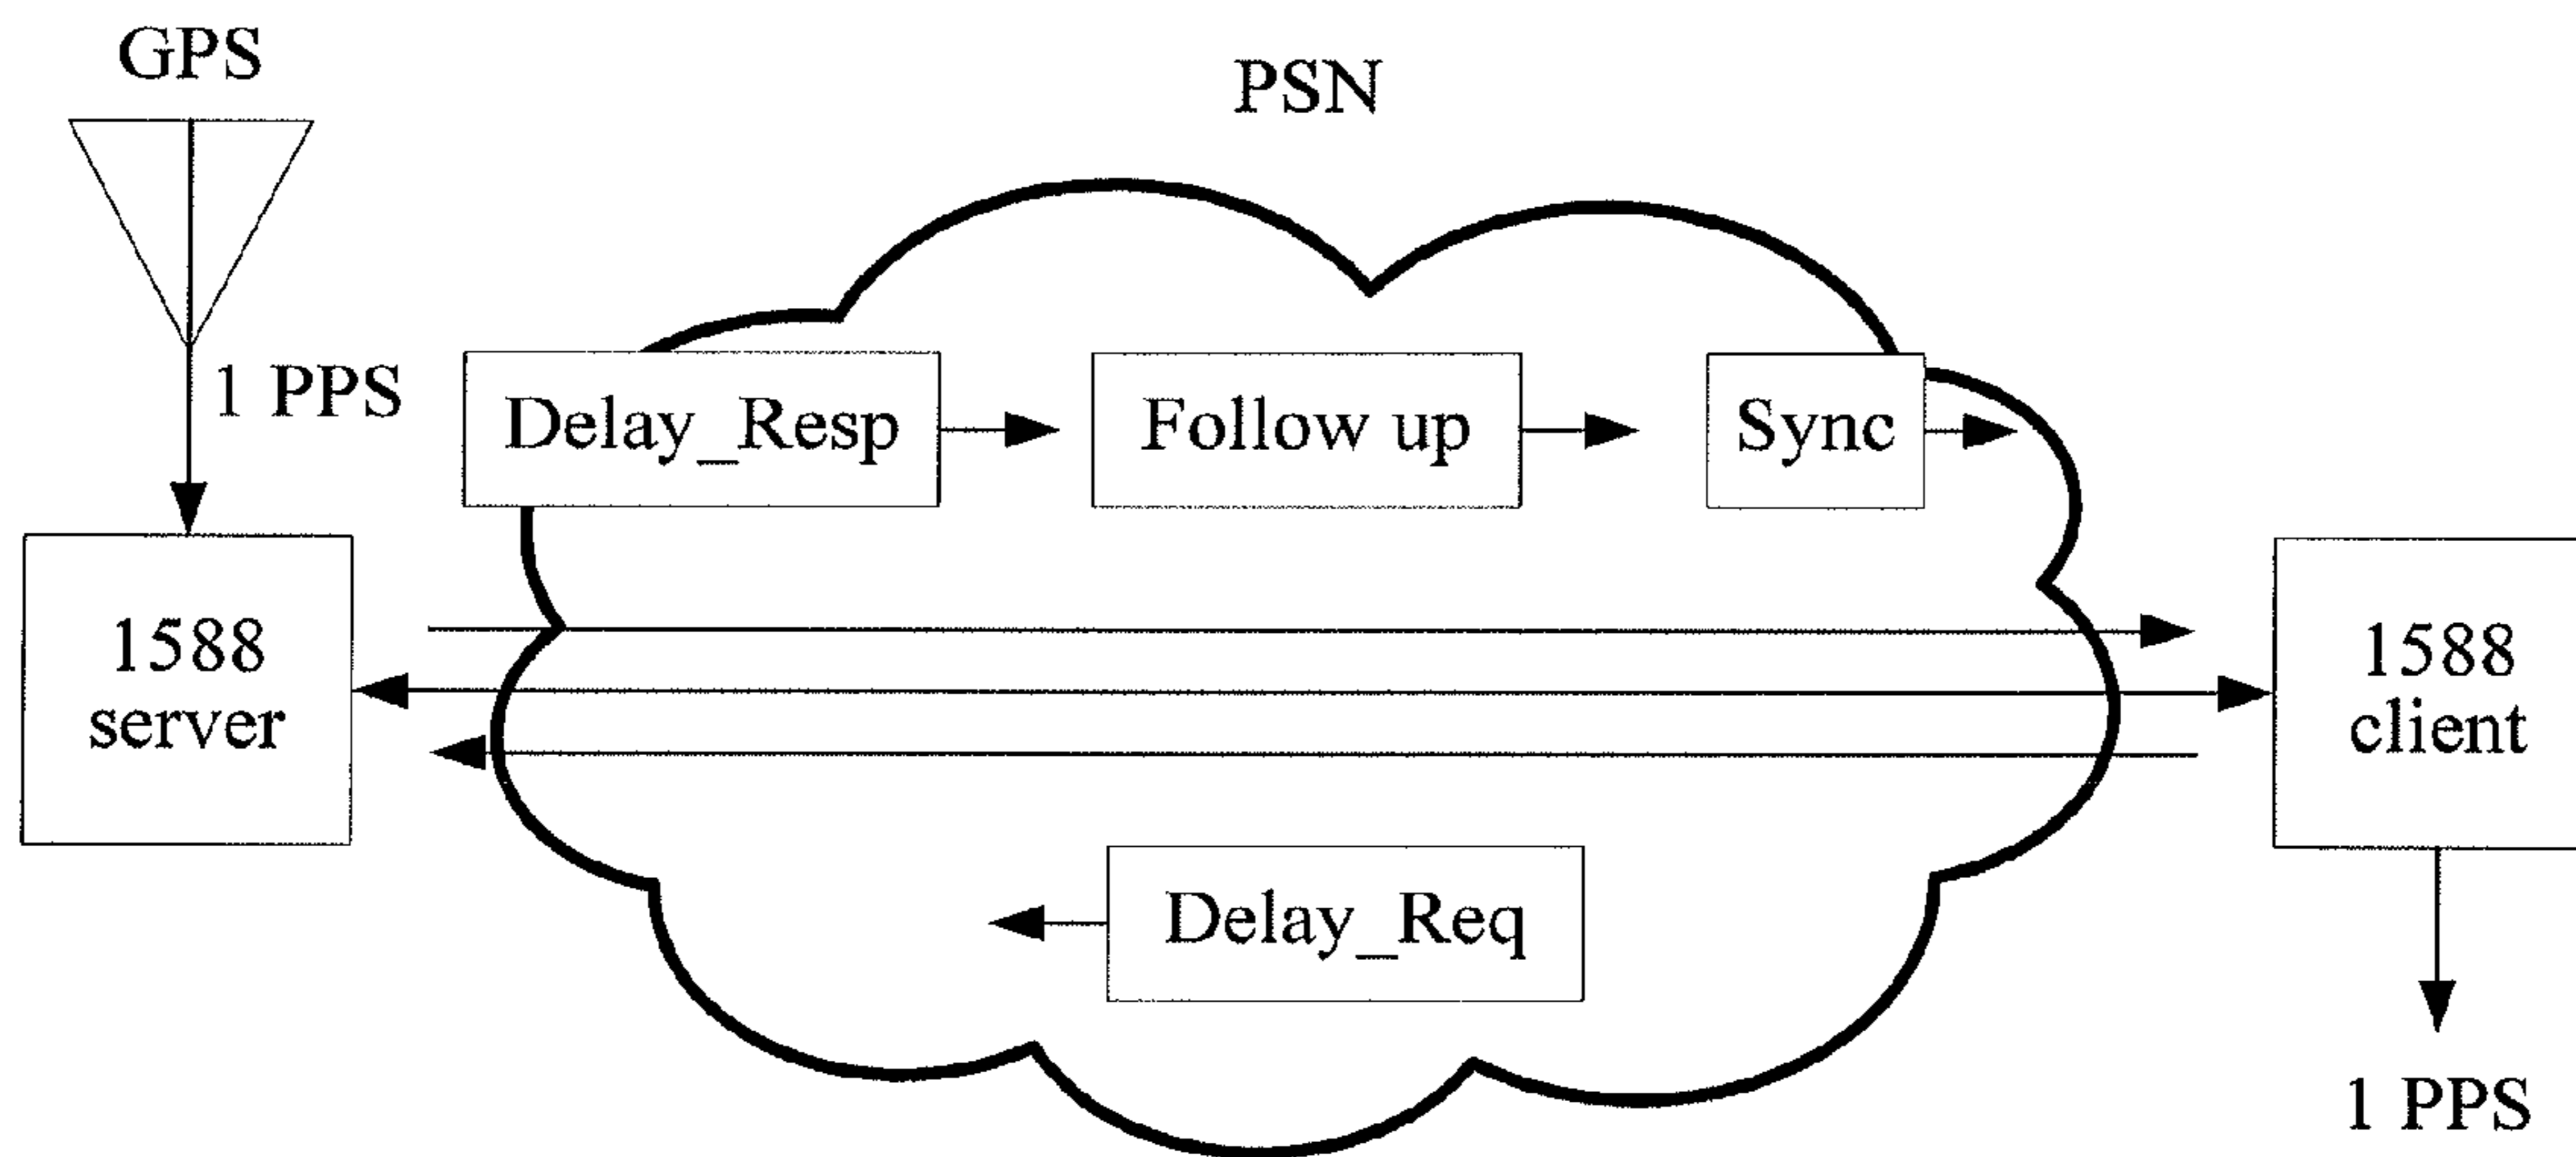 GPS
PSN
1 PPS
Delay_Resp
Follow up
Sync
1588
server
1588
client
Delay_Req
1 PPS